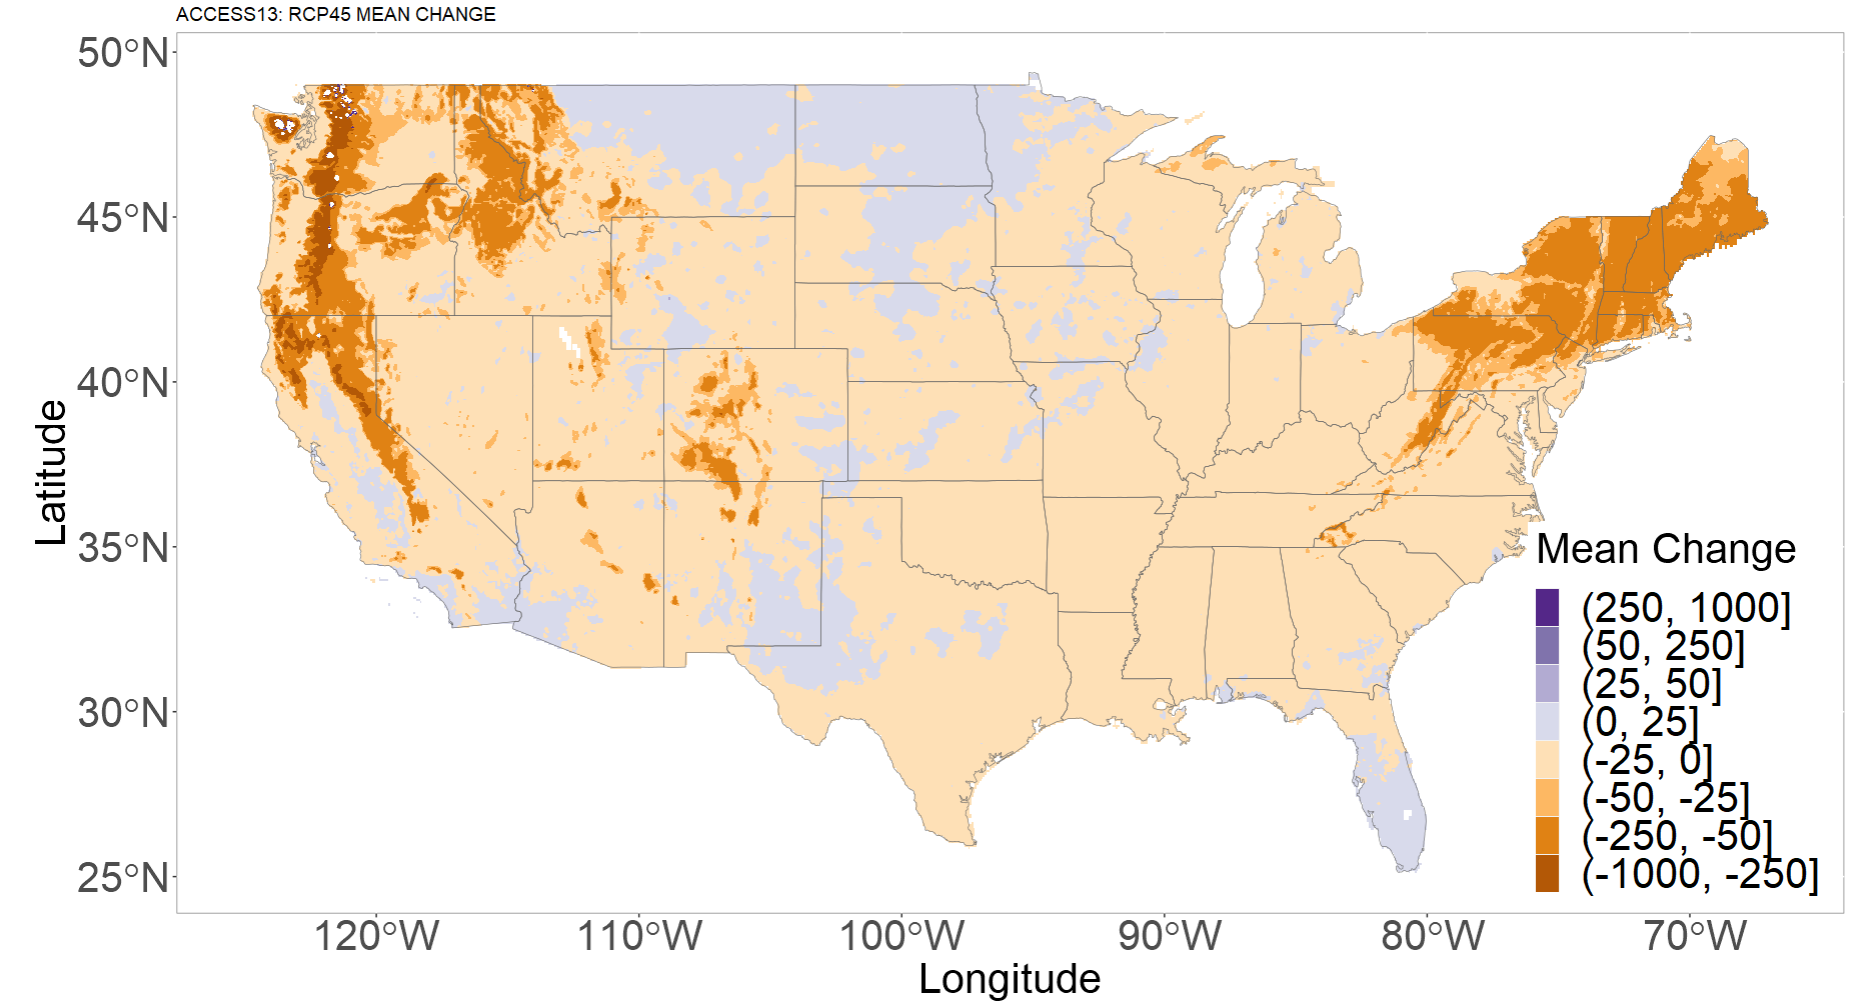 ACCESS13: RCP45 MEAN CHANGE
50°N
45°N
40°N
35°N
30°N
25°N
Latitude
120°W
110°W
100°W
90°W
80°W
70°W
Longitude
Mean Change
(250, 1000]
(50, 250]
(25, 50]
(0, 25]
(-25, 0]
(-50, -25]
(-250, -50]
(-1000, -250]